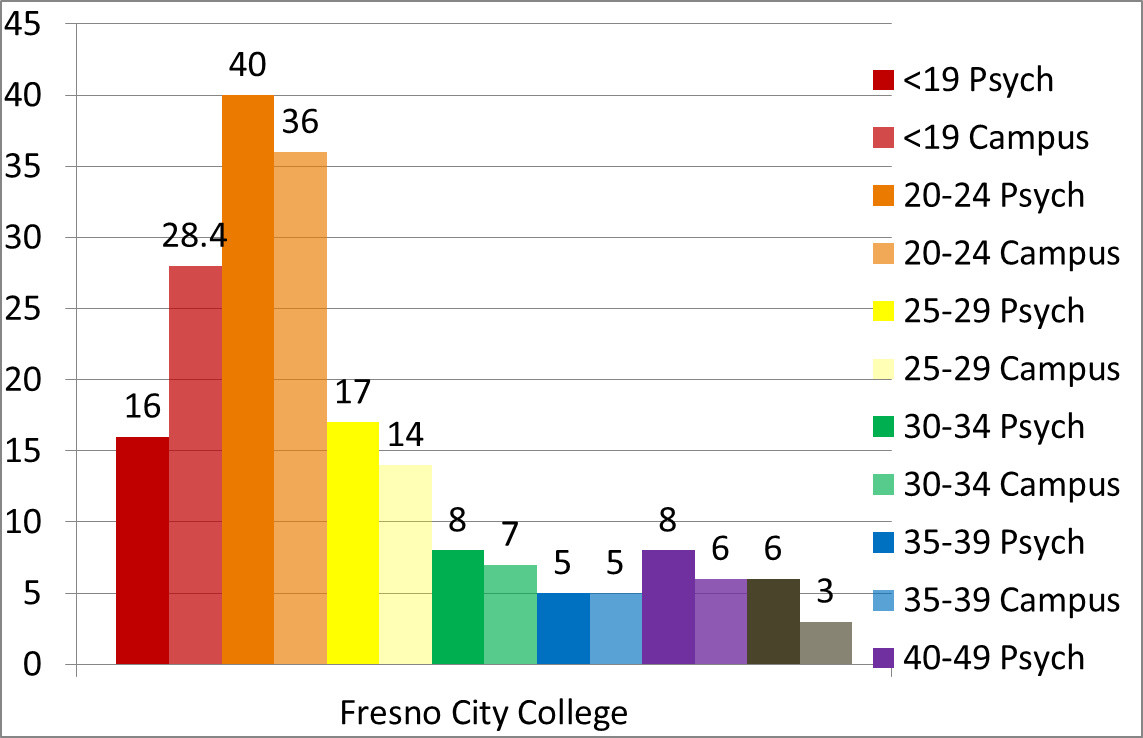 45
40
35
30
25
20
15
10
5
0
16
28.4
40
36
17
14
8
7
5
5
8
6
6
3
Fresno City College
<19 Psych
<19 Campus
20-24 Psych
20-24 Campus
25-29 Psych
25-29 Campus
30-34 Psych
30-34 Campus
35-39 Psych
35-39 Campus
40-49 Psych